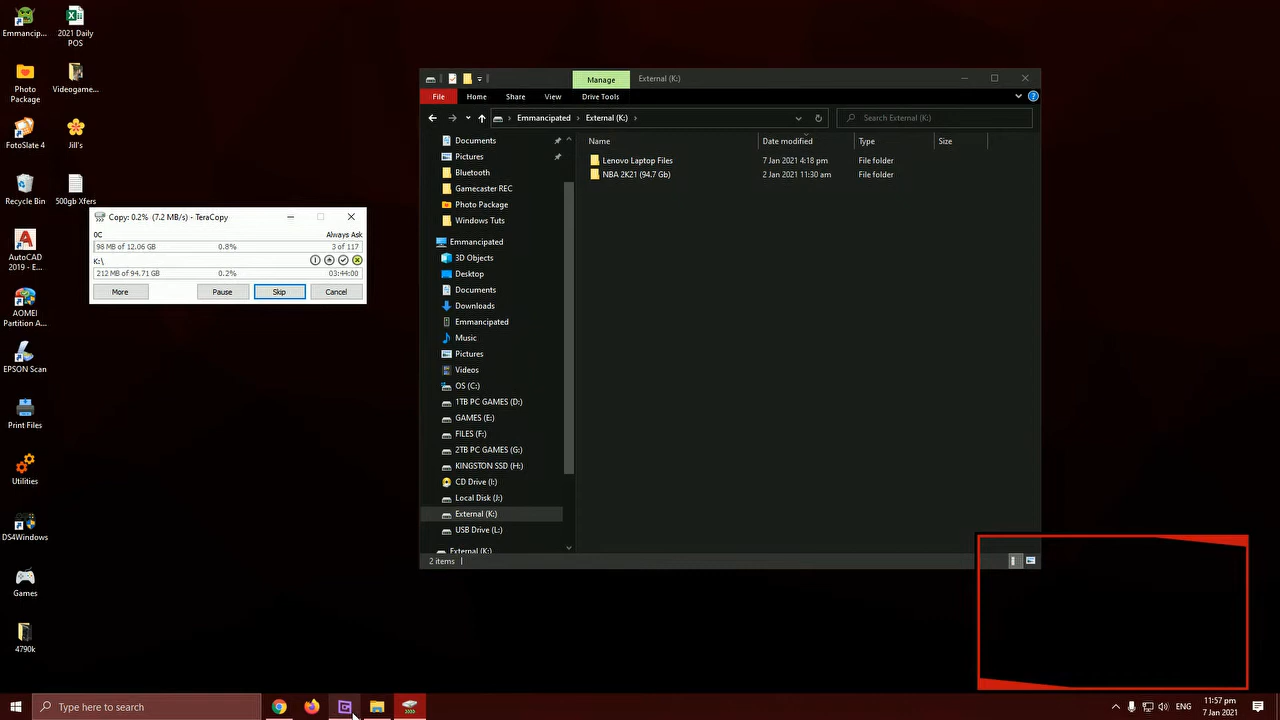 Emmancip...
2021 Daily
POS
Photo
Package
Videogame...
FotoSlate 4
Jill's
Recycle Bin
500gb Xfers
AutoCAD
2019 - E...
AOMEI
Partition A...
EPSON Scan
Print Files
Utilities
DS4Windows
Games
4790k
Copy: 0.2% (7.2 MB/s) - TeraCopy
0C
Always Ask
98 MB of 12.06 GB
0.8%
3 of 117
K:\
212 MB of 94.71 GB
0.2%
03:44:00
More
Pause
Skip
Cancel
Manage
External (K:)
File
Home
Share
View
Drive Tools
Emmancipated
External (K:)
Search External (K:)
Documents
Pictures
Bluetooth
Gamecaster REC
Photo Package
Windows Tuts
Emmancipated
3D Objects
Desktop
Documents
Downloads
Emmancipated
Music
Pictures
Videos
OS (C:)
1TB PC GAMES (D:)
GAMES (E:)
FILES (F:)
2TB PC GAMES (G:)
KINGSTON SSD (H:)
CD Drive (I:)
Local Disk (J:)
External (K:)
USB Drive (L:)
External (K:)
Name
Date modified
Type
Size
Lenovo Laptop Files
7 Jan 2021 4:18 pm
File folder
NBA 2K21 (94.7 Gb)
2 Jan 2021 11:30 am
File folder
2 items
Type here to search
ENG
11:57 pm
7 Jan 2021